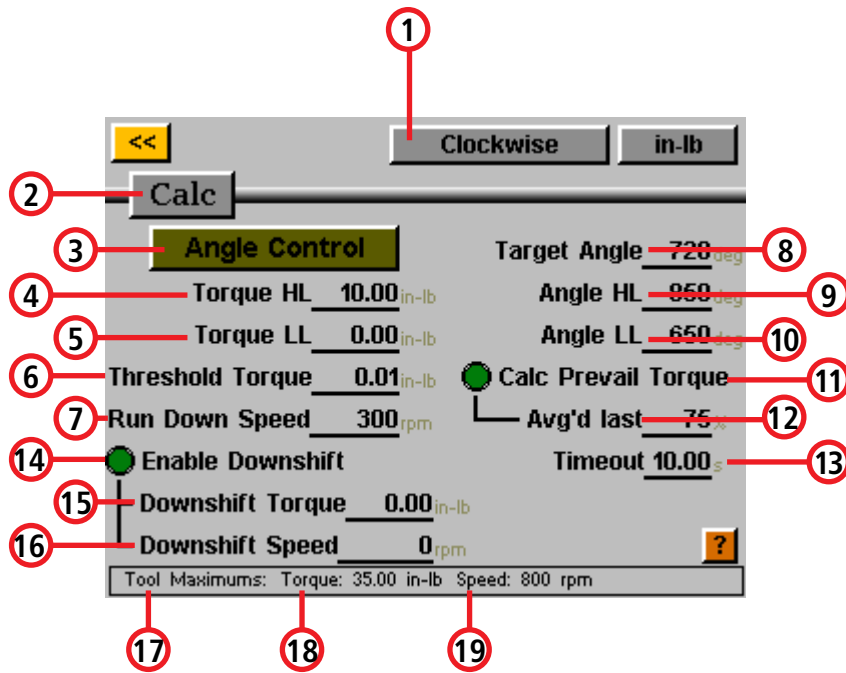 1
<< Clockwise in-lb
2 Calc
3 Angle Control Target Angle 720 deg 8
4 Torque HL 10.00 in-lb Angle HL 850 deg 9
5 Torque LL 0.00 in-lb Angle LL 650 deg 10
6 Threshold Torque 0.01 in-lb Calc Prevail Torque 11
7 Run Down Speed 300 rpm Avg'd last 75 % 12
14 Enable Downshift Timeout 10.00 s 13
15 Downshift Torque 0.00 in-lb
16 Downshift Speed 0 rpm ?
Tool Maximums: Torque: 35.00 in-lb Speed: 800 rpm
17 18 19